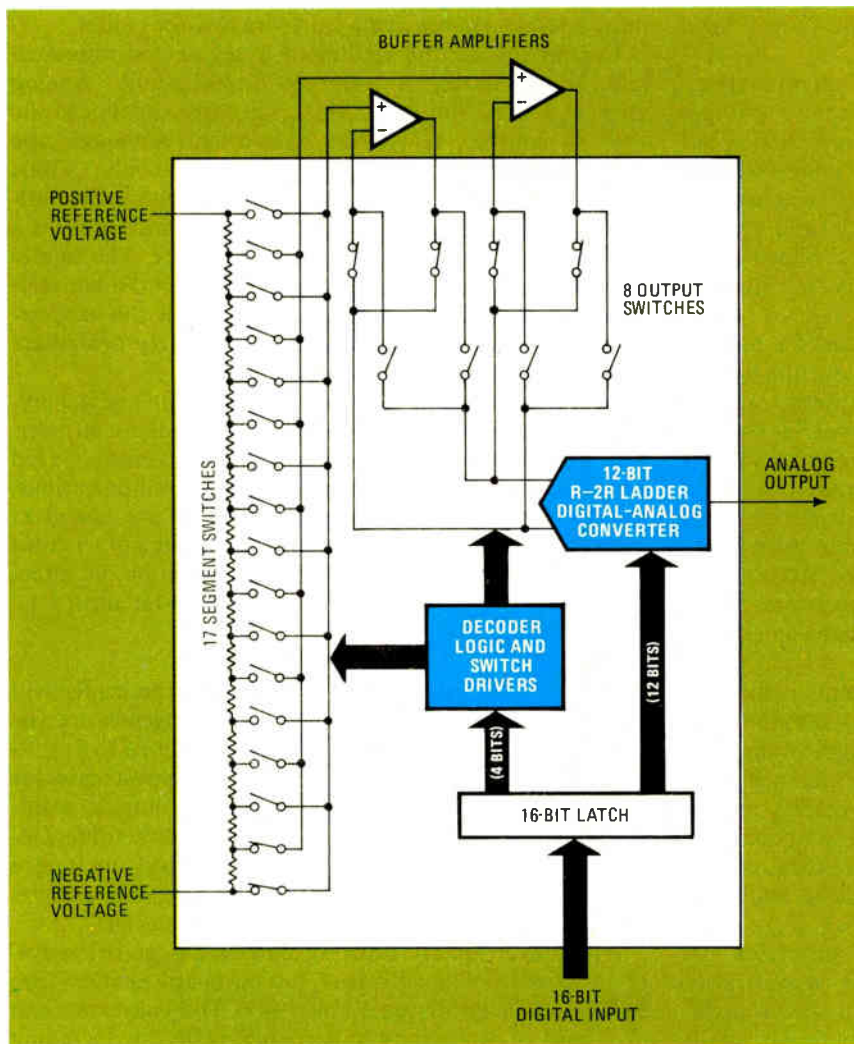 BUFFER AMPLIFIERS
+
−
+
−
POSITIVE
REFERENCE
VOLTAGE
8 OUTPUT
SWITCHES
17 SEGMENT SWITCHES
12-BIT
R–2R LADDER
DIGITAL-ANALOG
CONVERTER
ANALOG
OUTPUT
DECODER
LOGIC AND
SWITCH
DRIVERS
(12 BITS)
(4 BITS)
16-BIT LATCH
NEGATIVE
REFERENCE
VOLTAGE
16-BIT
DIGITAL INPUT